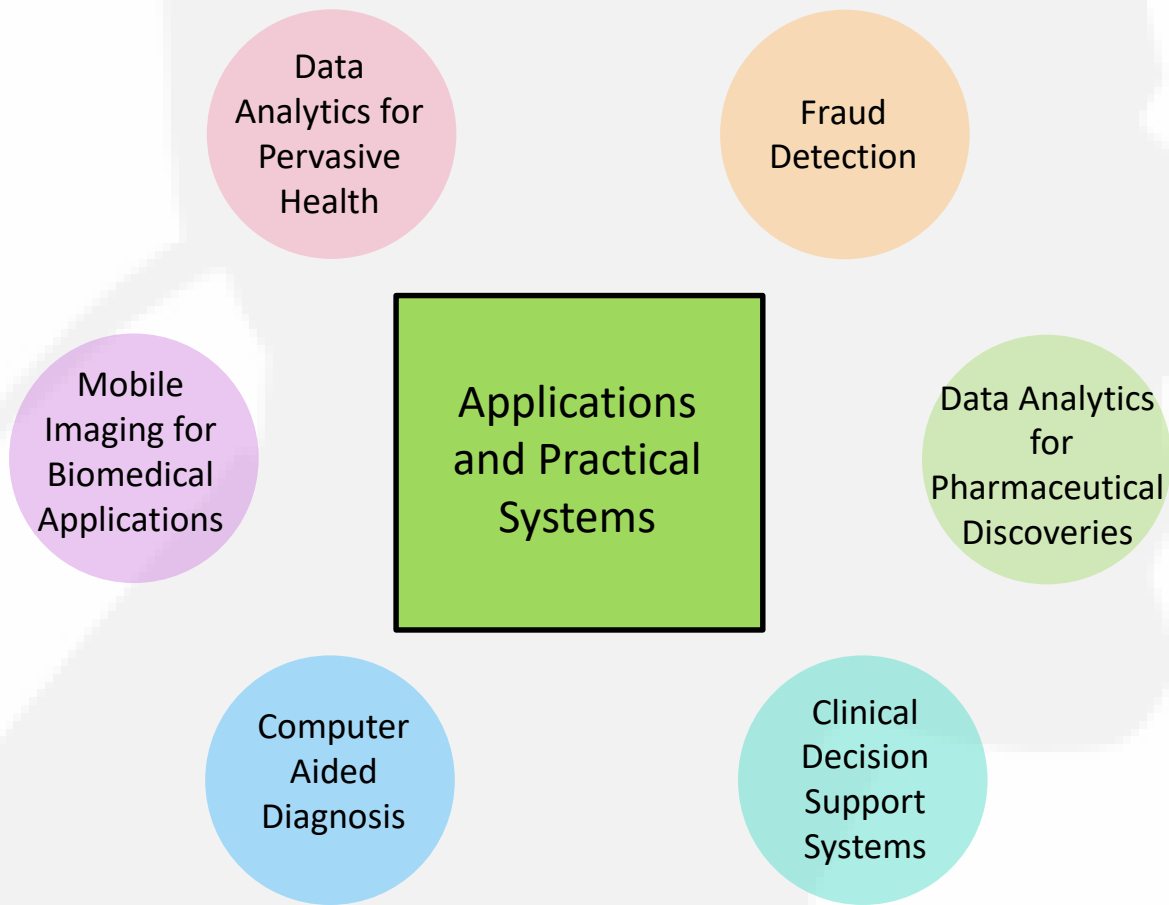 Data
Analytics for
Pervasive
Health
Fraud
Detection
Mobile
Imaging for
Biomedical
Applications
Applications
and Practical
Systems
Data Analytics
for
Pharmaceutical
Discoveries
Computer
Aided
Diagnosis
Clinical
Decision
Support
Systems